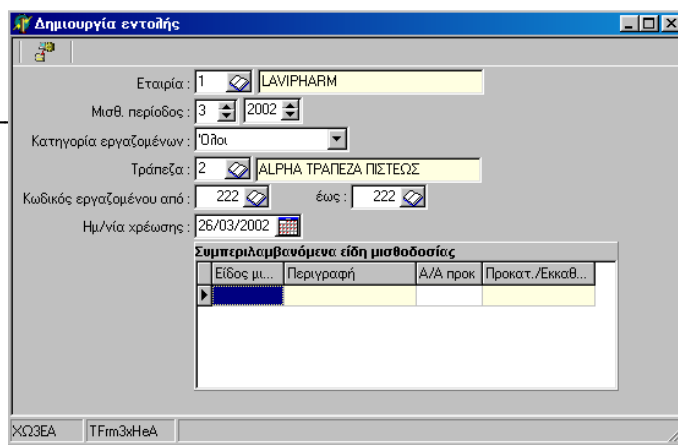 Δημιουργία εντολής
Εταιρία : 1 LAVIPHARM
Μισθ. περίοδος : 3 2002
Κατηγορία εργαζομένων : Όλοι
Τράπεζα : 2 ALPHA ΤΡΑΠΕΖΑ ΠΙΣΤΕΩΣ
Κωδικός εργαζομένου από : 222 έως : 222
Ημ/νία χρέωσης : 26/03/2002
Συμπεριλαμβανόμενα είδη μισθοδοσίας
Είδος μι... Περιγραφή Α/Α προκ Προκατ./Εκκαθ...
ΧΩ3ΕΑ TFrm3xHeA